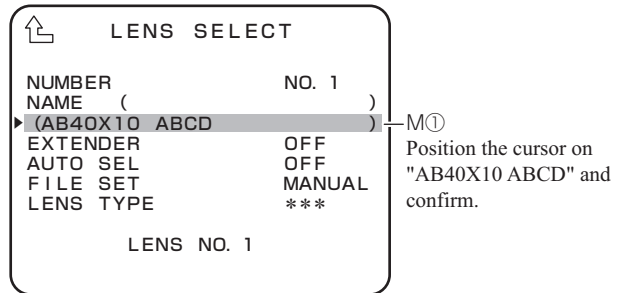 LENS SELECT
NUMBER NO. 1
NAME ( )
(AB40X10 ABCD )
EXTENDER OFF
AUTO SEL OFF
FILE SET MANUAL
LENS TYPE ***
LENS NO. 1
M①
Position the cursor on
"AB40X10 ABCD" and
confirm.